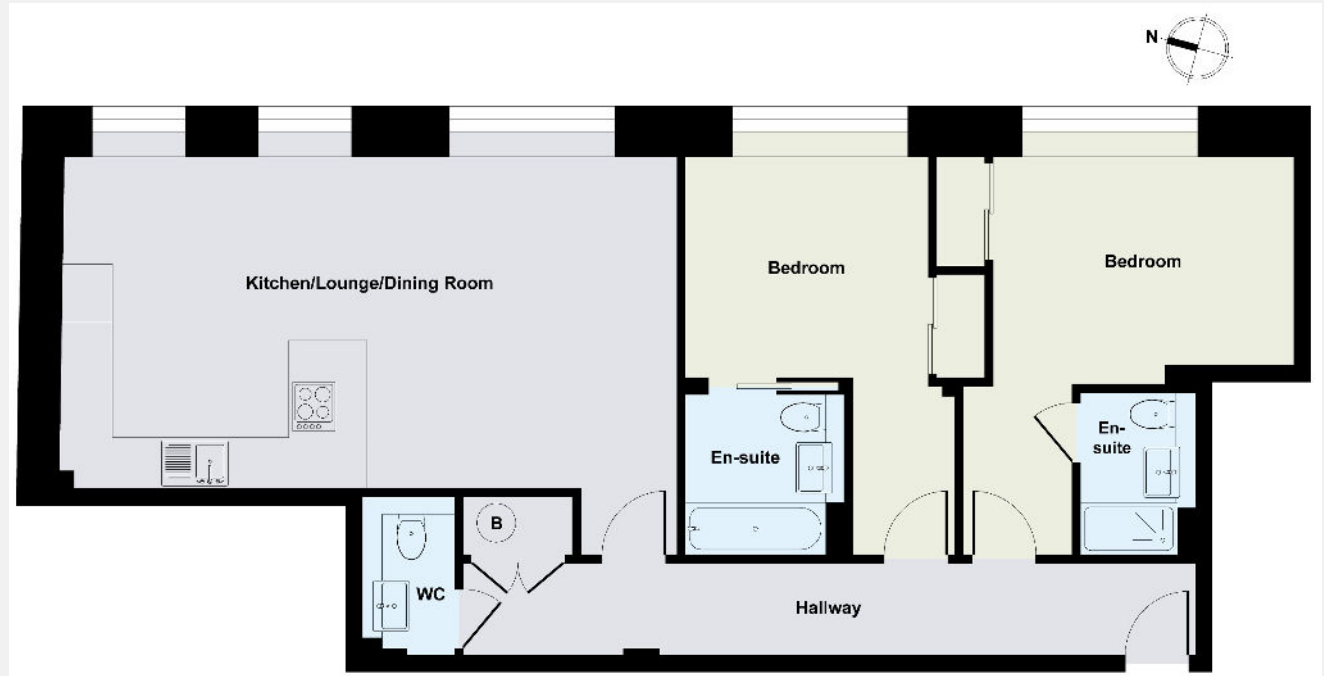 N
Kitchen/Lounge/Dining Room
Bedroom
Bedroom
En-suite
En-
suite
B
WC
Hallway